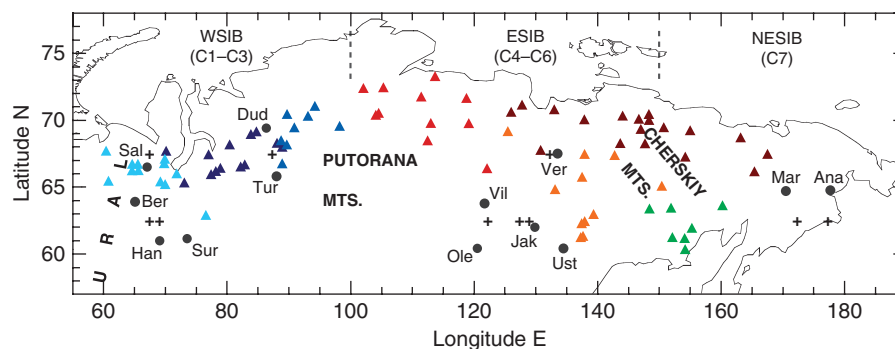 WSIB
(C1–C3)
ESIB
(C4–C6)
NESIB
(C7)
Latitude N
75
70
65
60
Dud
Sal
Ber
Han
Sur
Tur
URAL
PUTORANA
MTS.
Vil
Ver
Ole
Jak
Ust
CHERSKIY
MTS.
Mar
Ana
60
80
100
120
140
160
180
Longitude E